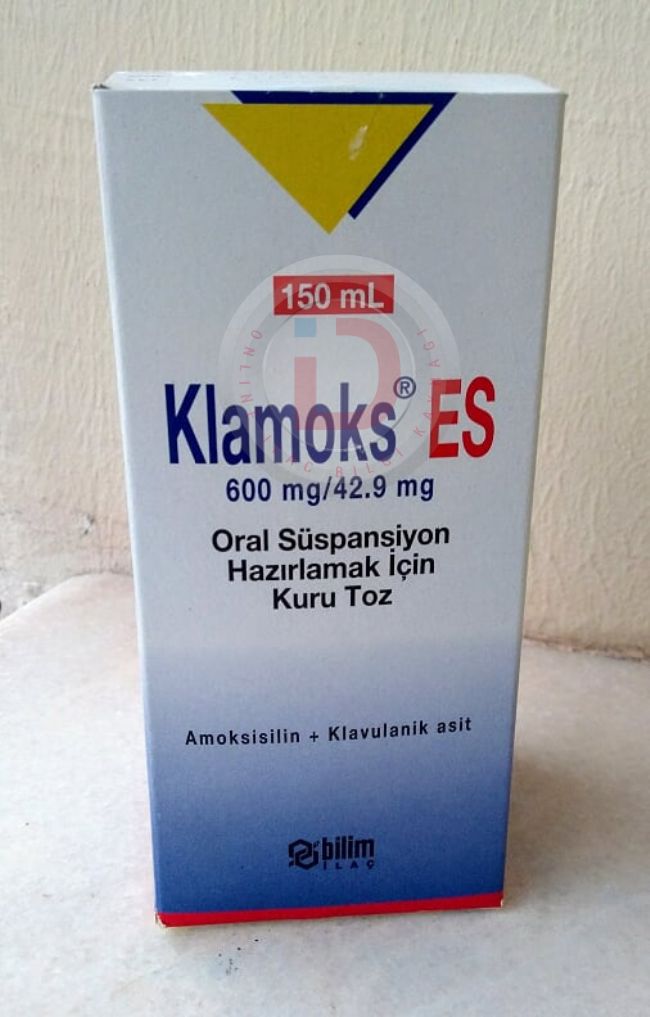 150 mL
Klamoks® ES
600 mg/42.9 mg
Oral Süspansiyon
Hazırlamak İçin
Kuru Toz
Amoksisilin + Klavulanik asit
bilim
İLAÇ